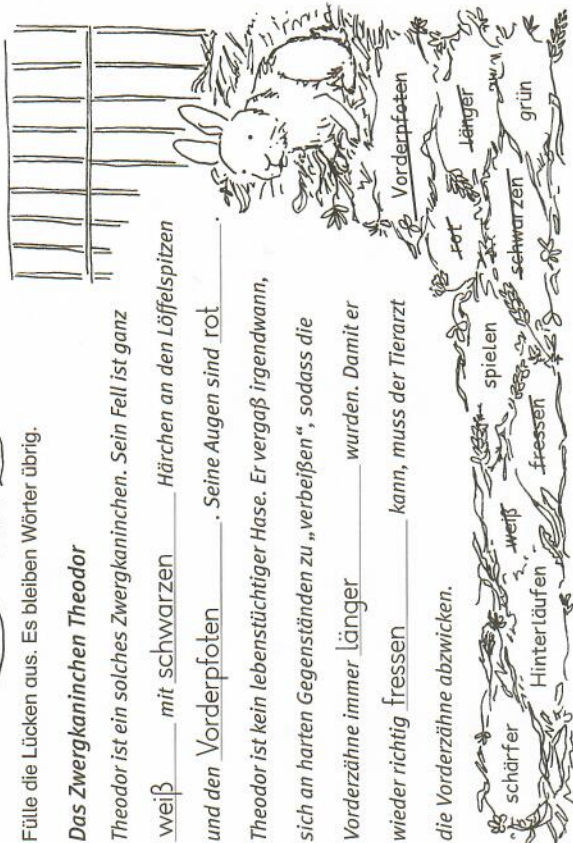 Fülle die Lücken aus. Es bleiben Wörter übrig.
Das Zwergkaninchen Theodor
Theodor ist ein solches Zwergkaninchen. Sein Fell ist ganz
weiß mit schwarzen Härchen an den Löffelspitzen
und den Vorderpfoten. Seine Augen sind rot.
Theodor ist kein lebenstüchtiger Hase. Er vergaß irgendwann,
sich an harten Gegenständen zu „verbeißen“, sodass die
Vorderzähne immer länger wurden. Damit er
wieder richtig fressen kann, muss der Tierarzt
die Vorderzähne abzwicken.
Vorderpfoten
rot länger
spielen schwarzen grün
schärfer weiß
Hinterläufen fressen